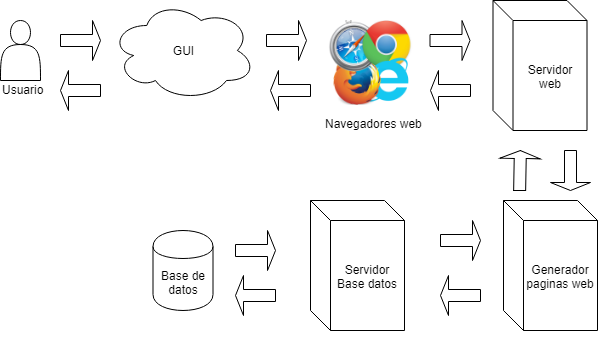 GUI
Usuario
Navegadores web
Servidor
web
Base de
datos
Servidor
Base datos
Generador
paginas web